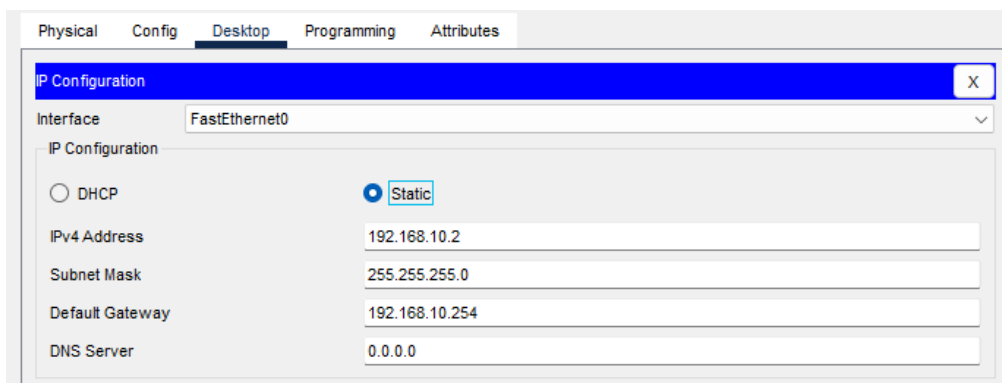 Physical Config Desktop Programming Attributes
IP Configuration X
Interface FastEthernet0
IP Configuration
DHCP Static
IPv4 Address 192.168.10.2
Subnet Mask 255.255.255.0
Default Gateway 192.168.10.254
DNS Server 0.0.0.0